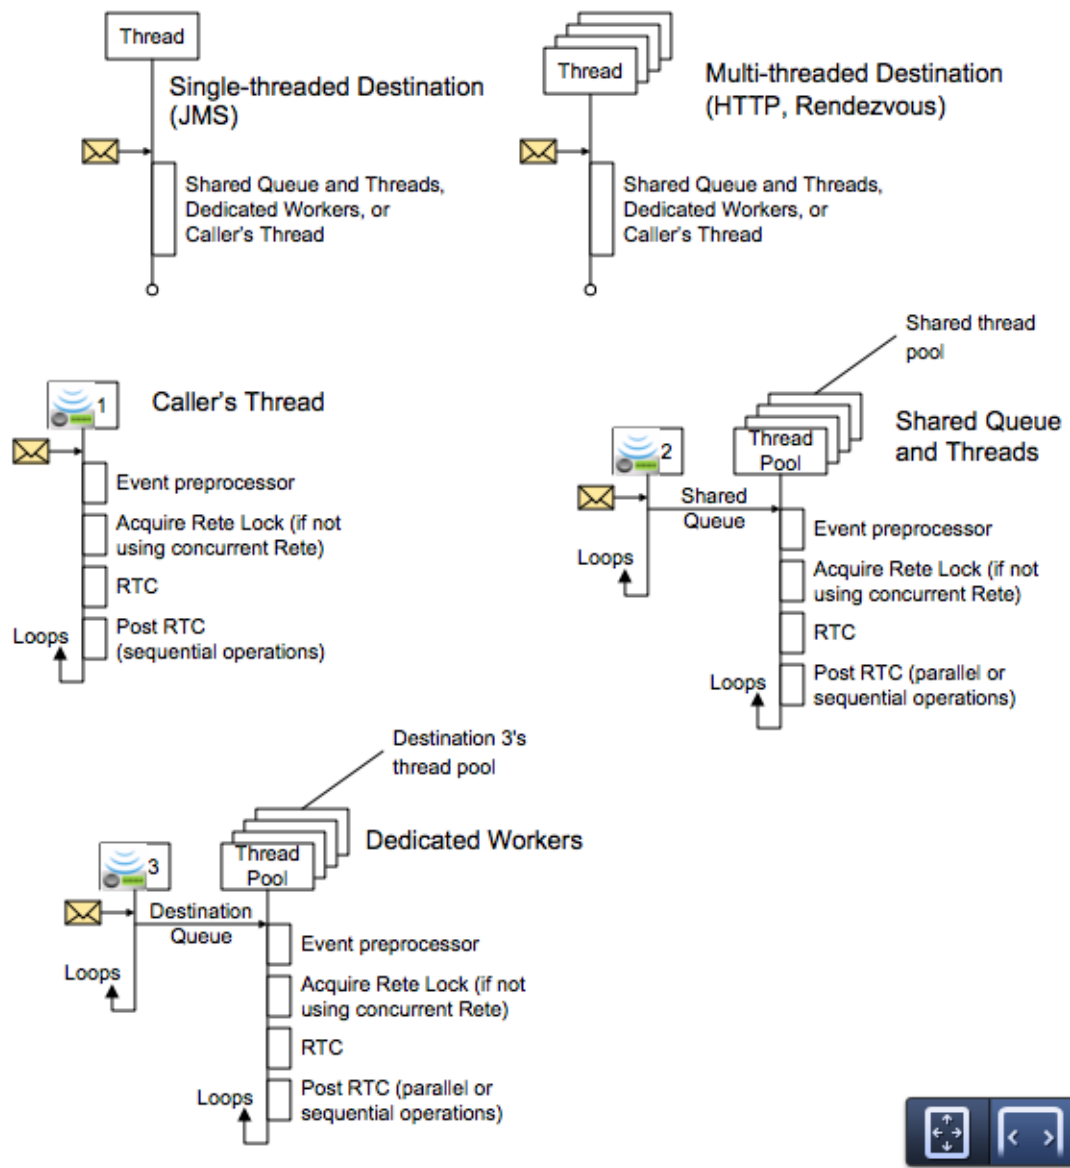 Thread
Single-threaded Destination
(JMS)
Shared Queue and Threads,
Dedicated Workers, or
Caller's Thread
Thread
Multi-threaded Destination
(HTTP, Rendezvous)
Shared Queue and Threads,
Dedicated Workers, or
Caller's Thread
1
Caller's Thread
Event preprocessor
Acquire Rete Lock (if not
using concurrent Rete)
RTC
Post RTC
(sequential operations)
Loops
Shared thread
pool
2
Thread
Pool
Shared Queue
and Threads
Shared
Queue
Loops
Event preprocessor
Acquire Rete Lock (if not
using concurrent Rete)
RTC
Post RTC (parallel or
sequential operations)
Loops
Destination 3's
thread pool
3
Thread
Pool
Dedicated Workers
Destination
Queue
Loops
Event preprocessor
Acquire Rete Lock (if not
using concurrent Rete)
RTC
Post RTC (parallel or
sequential operations)
Loops